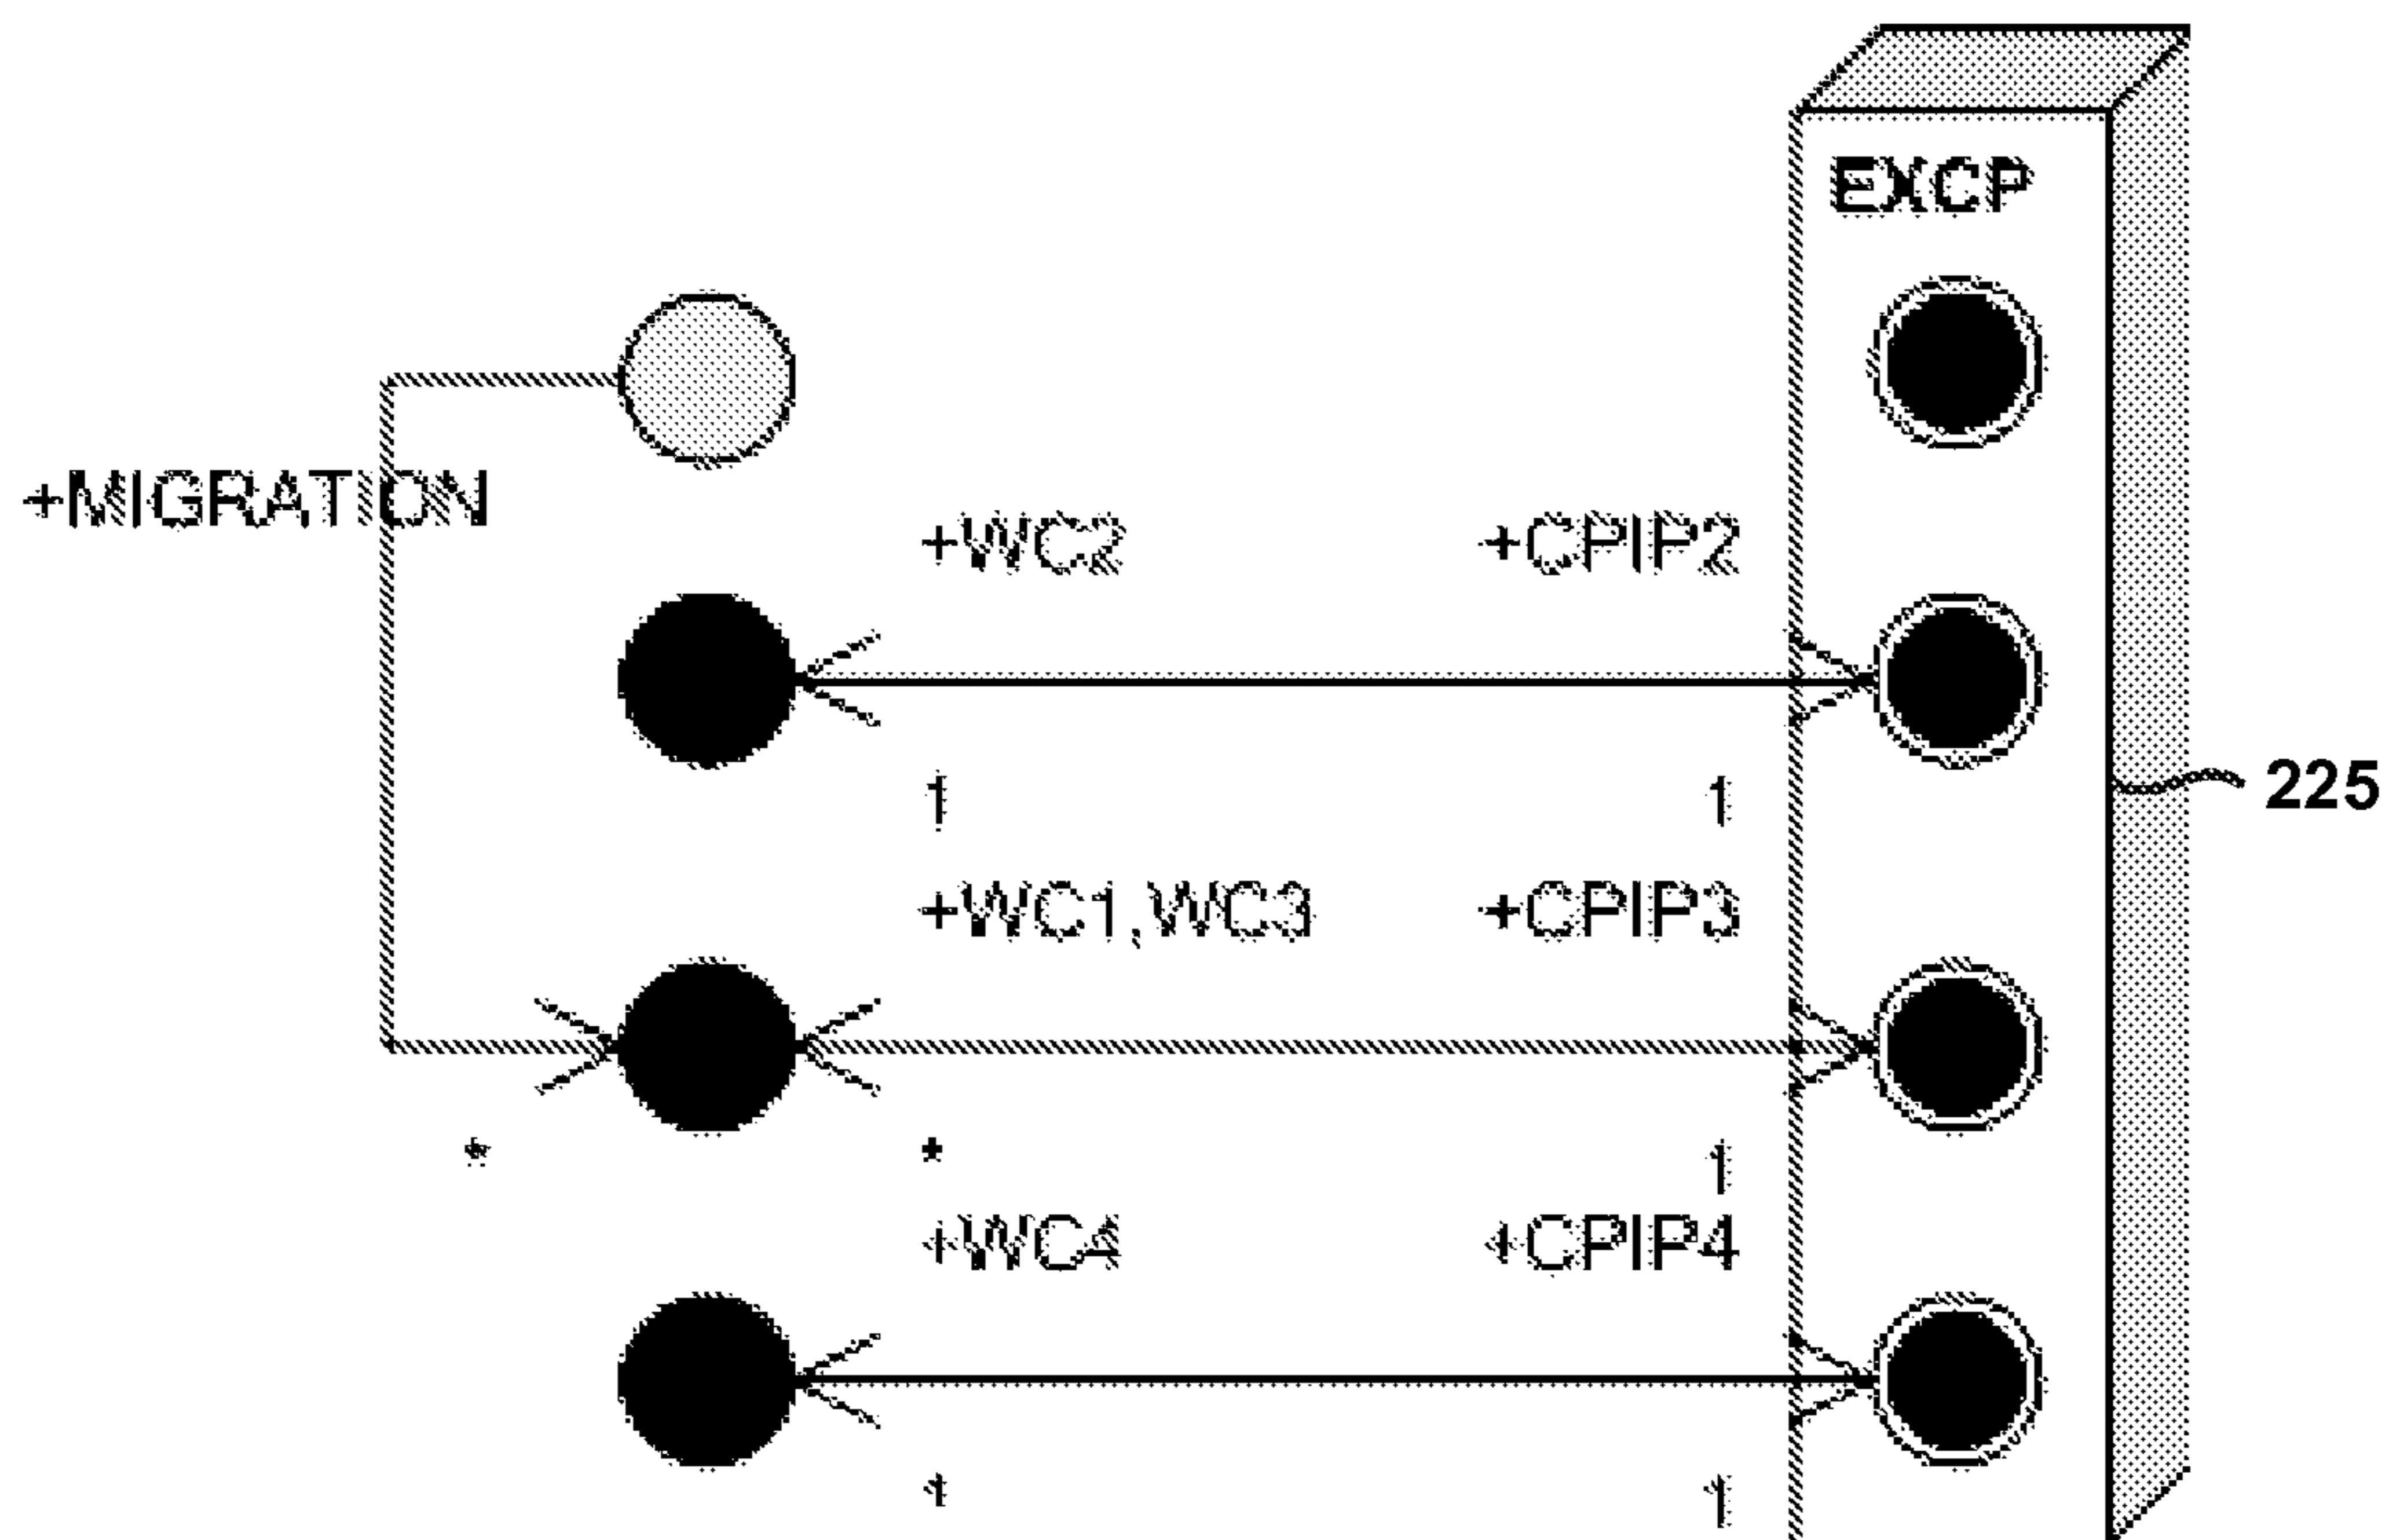 EXCP
+MIGRATION
+WC2 +CPIP2
1 1
225
+WC1,WC3 +CPIP3
* * 1
+WC4 +CPIP4
1 1